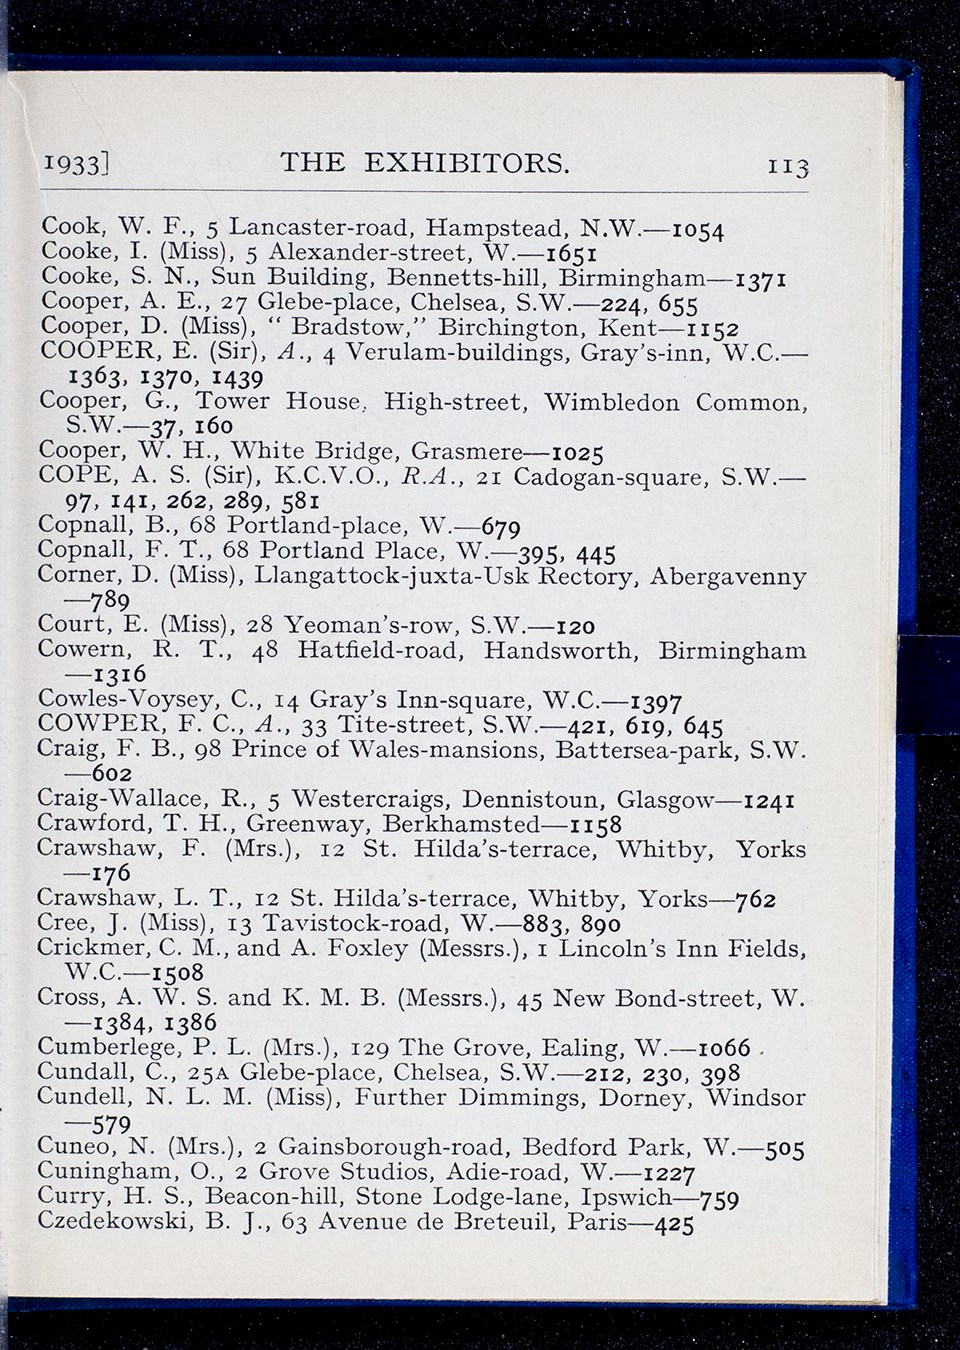 1933] THE EXHIBITORS. 113
Cook, W. F., 5 Lancaster-road, Hampstead, N.W.—1054
Cooke, I. (Miss), 5 Alexander-street, W.—1651
Cooke, S. N., Sun Building, Bennetts-hill, Birmingham—1371
Cooper, A. E., 27 Glebe-place, Chelsea, S.W.—224, 655
Cooper, D. (Miss), “ Bradstow,” Birchington, Kent—1152
COOPER, E. (Sir), A., 4 Verulam-buildings, Gray's-inn, W.C.—
1363, 1370, 1439
Cooper, G., Tower House, High-street, Wimbledon Common,
S.W.—37, 160
Cooper, W. H., White Bridge, Grasmere—1025
COPE, A. S. (Sir), K.C.V.O., R.A., 21 Cadogan-square, S.W.—
97, 141, 262, 289, 581
Copnall, B., 68 Portland-place, W.—679
Copnall, F. T., 68 Portland Place, W.—395, 445
Corner, D. (Miss), Llangattock-juxta-Usk Rectory, Abergavenny
—789
Court, E. (Miss), 28 Yeoman's-row, S.W.—120
Cowern, R. T., 48 Hatfield-road, Handsworth, Birmingham
—1316
Cowles-Voysey, C., 14 Gray's Inn-square, W.C.—1397
COWPER, F. C., A., 33 Tite-street, S.W.—421, 619, 645
Craig, F. B., 98 Prince of Wales-mansions, Battersea-park, S.W.
—602
Craig-Wallace, R., 5 Westercraigs, Dennistoun, Glasgow—1241
Crawford, T. H., Greenway, Berkhamsted—1158
Crawshaw, F. (Mrs.), 12 St. Hilda's-terrace, Whitby, Yorks
—176
Crawshaw, L. T., 12 St. Hilda's-terrace, Whitby, Yorks—762
Cree, J. (Miss), 13 Tavistock-road, W.—883, 890
Crickmer, C. M., and A. Foxley (Messrs.), 1 Lincoln's Inn Fields,
W.C.—1508
Cross, A. W. S. and K. M. B. (Messrs.), 45 New Bond-street, W.
—1384, 1386
Cumberlege, P. L. (Mrs.), 129 The Grove, Ealing, W.—1066
Cundall, C., 25A Glebe-place, Chelsea, S.W.—212, 230, 398
Cundell, N. L. M. (Miss), Further Dimmings, Dorney, Windsor
—579
Cuneo, N. (Mrs.), 2 Gainsborough-road, Bedford Park, W.—505
Cuningham, O., 2 Grove Studios, Adie-road, W.—1227
Curry, H. S., Beacon-hill, Stone Lodge-lane, Ipswich—759
Czedekowski, B. J., 63 Avenue de Breteuil, Paris—425